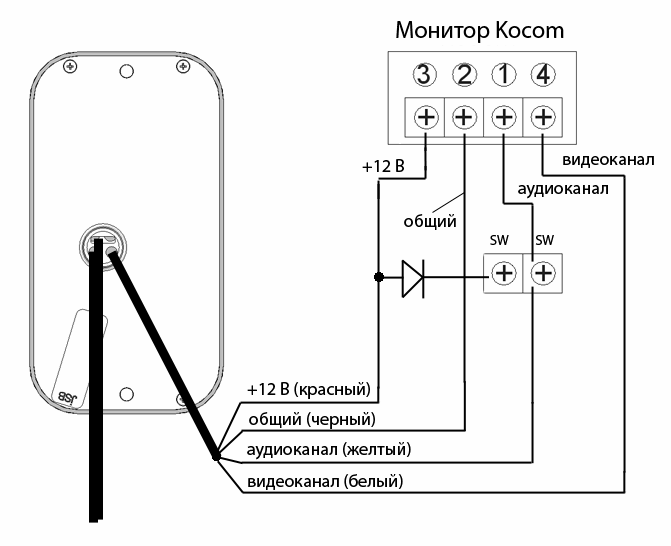 Монитор Kocom
3 2 1 4
+12 В
видеоканал
аудиоканал
общий
SW SW
JSB
+12 В (красный)
общий (черный)
аудиоканал (желтый)
видеоканал (белый)